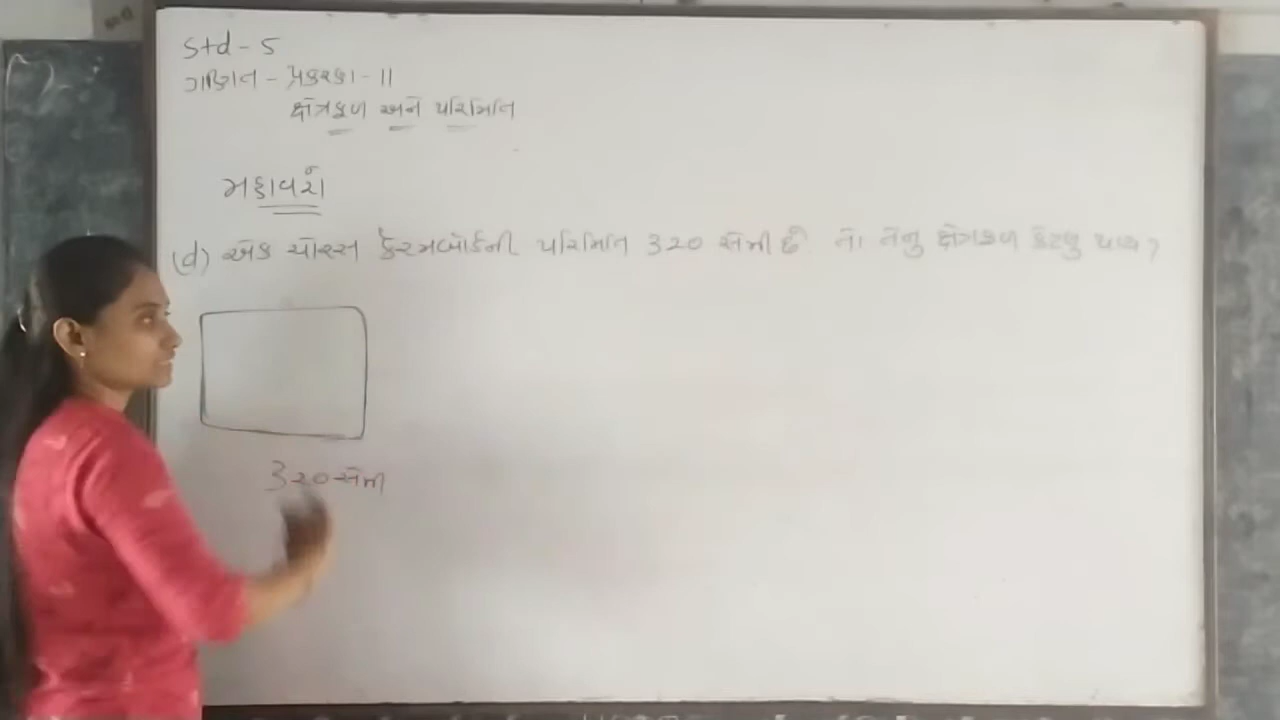 Std - 5
ગણિત - પ્રકરણ - 11
ક્ષેત્રફળ અને પરિમિતિ
મહાવરો
(d) એક ચોરસ કેરમબોર્ડની પરિમિતિ 320 સેમી છે તો તેનુ ક્ષેત્રફળ કેટલુ થાય ?
320 સેમી